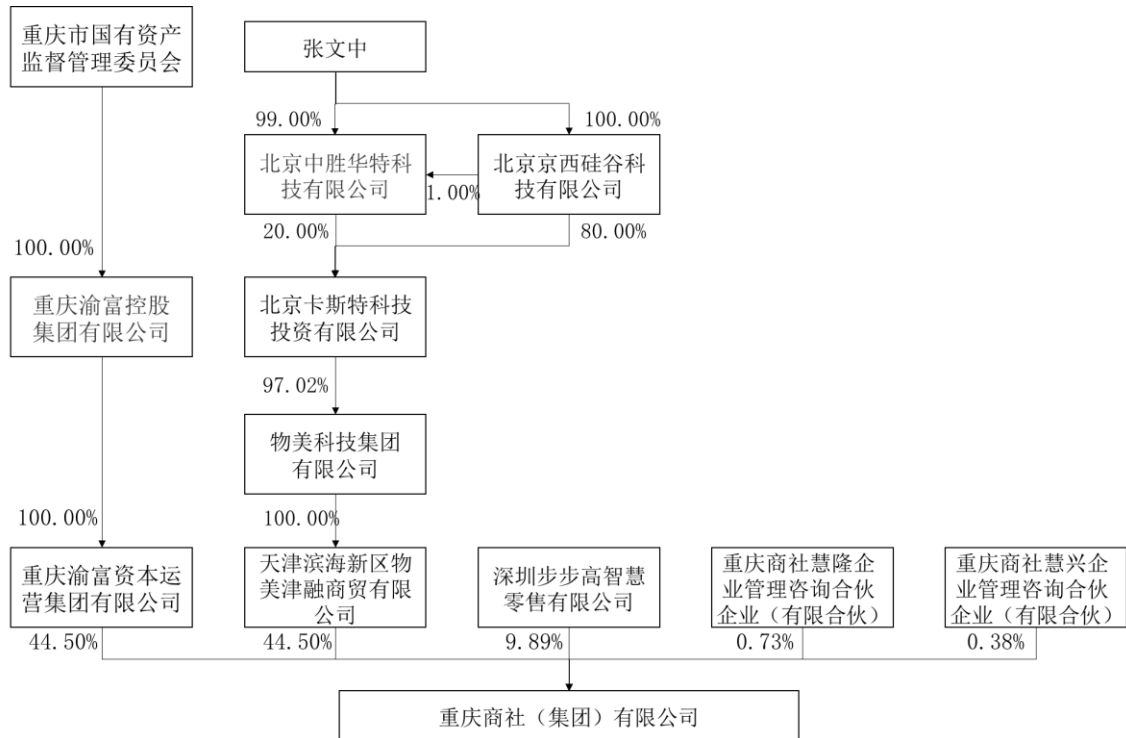 重庆市国有资产
监督管理委员会
张文中
99.00%
100.00%
北京中胜华特科
技有限公司
1.00%
北京京西硅谷科
技有限公司
20.00%
80.00%
100.00%
重庆渝富控股
集团有限公司
北京卡斯特科技
投资有限公司
97.02%
物美科技集团
有限公司
100.00%
100.00%
重庆渝富资本运
营集团有限公司
天津滨海新区物
美津融商贸有限
公司
深圳步步高智慧
零售有限公司
重庆商社慧隆企
业管理咨询合伙
企业（有限合伙）
重庆商社慧兴企
业管理咨询合伙
企业（有限合伙）
44.50%
44.50%
9.89%
0.73%
0.38%
重庆商社（集团）有限公司